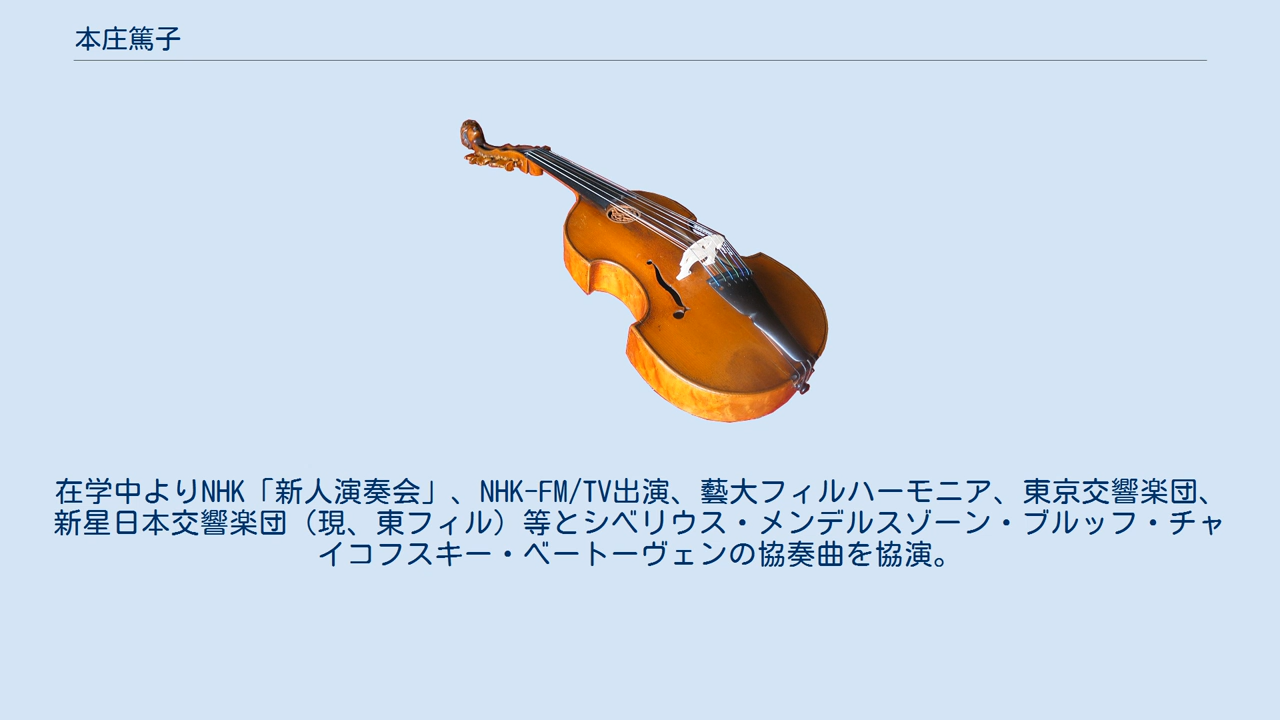 本庄篤子
在学中よりNHK「新人演奏会」、NHK-FM/TV出演、藝大フィルハーモニア、東京交響楽団、
新星日本交響楽団（現、東フィル）等とシベリウス・メンデルスゾーン・ブルッフ・チャ
イコフスキー・ベートーヴェンの協奏曲を協演。